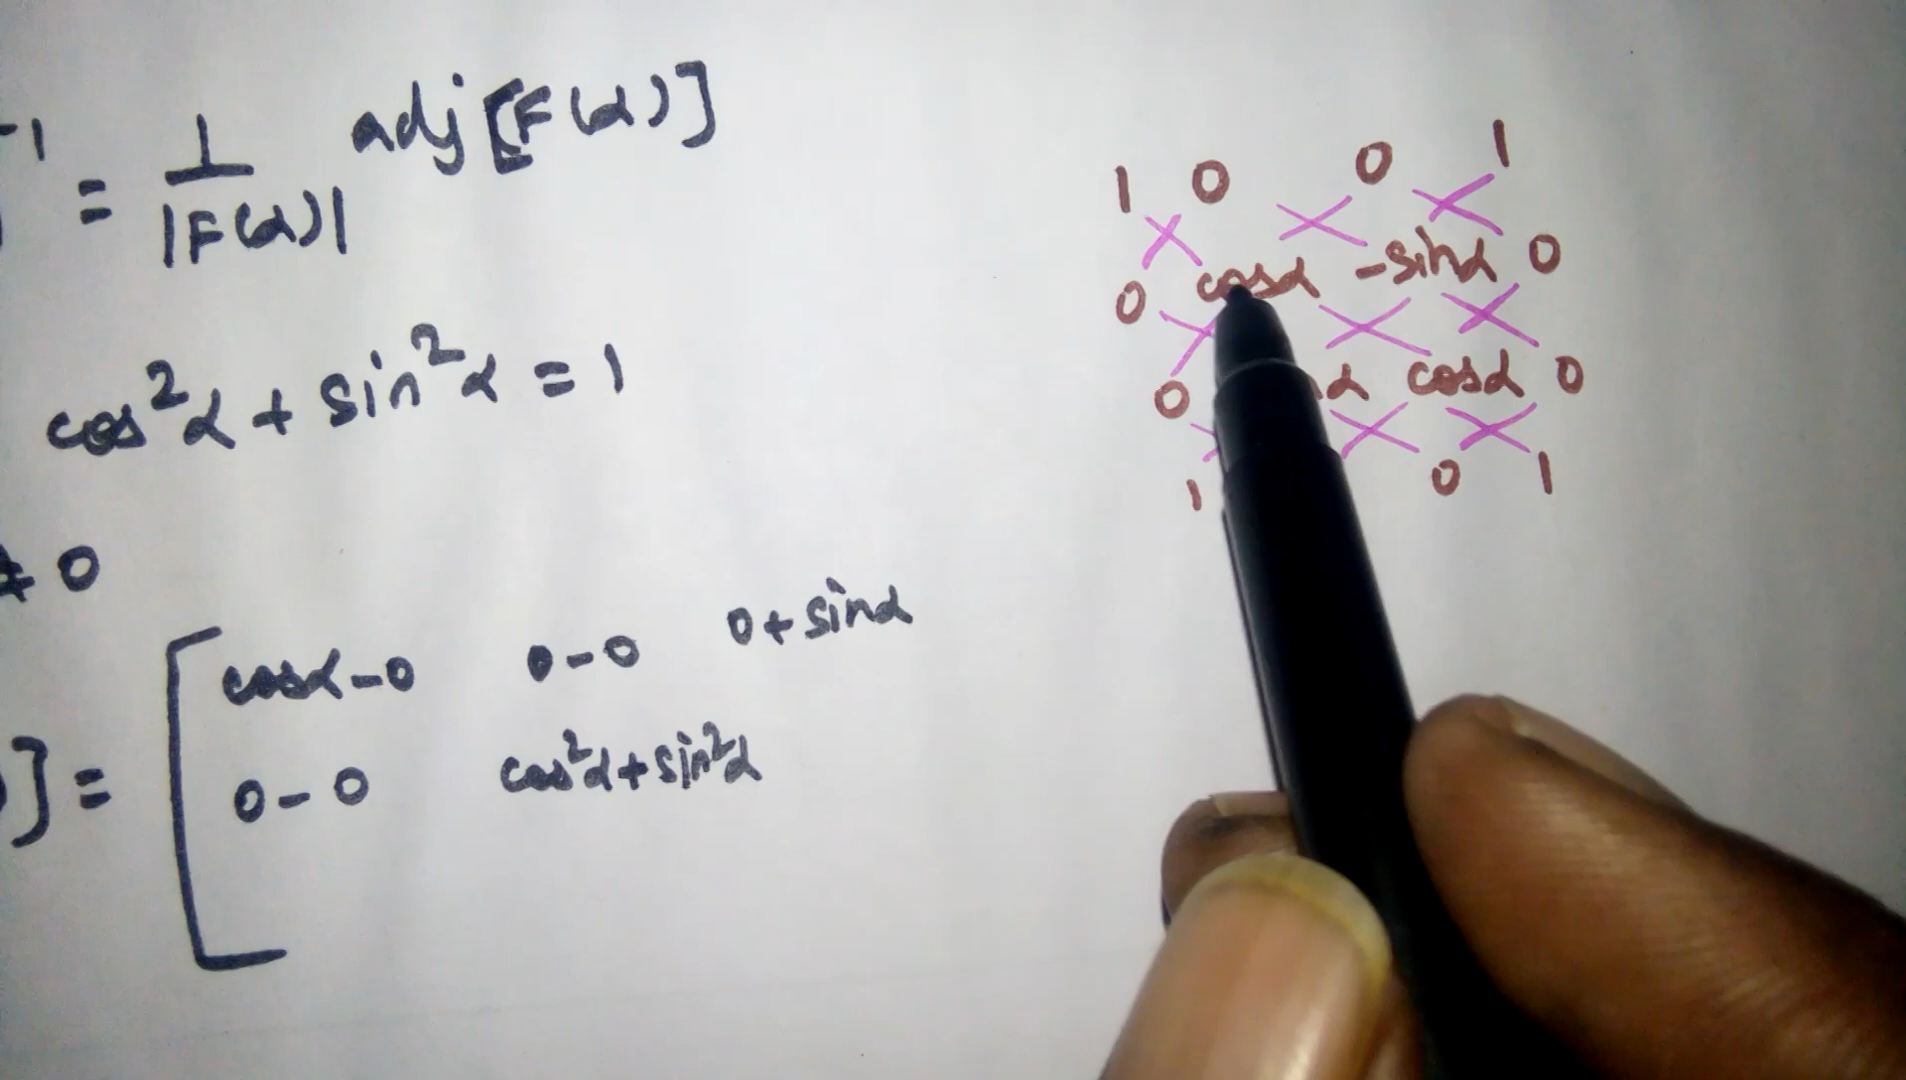 -1 = 1/|F(α)| adj[F(α)]
cos²α + sin²α = 1
≠ 0
] = [ cosα-0 0-0 0+sinα
0-0 cos²α+sin²α
1 0 0 1
0 cosα -sinα 0
0 cosα 0
1 0 1